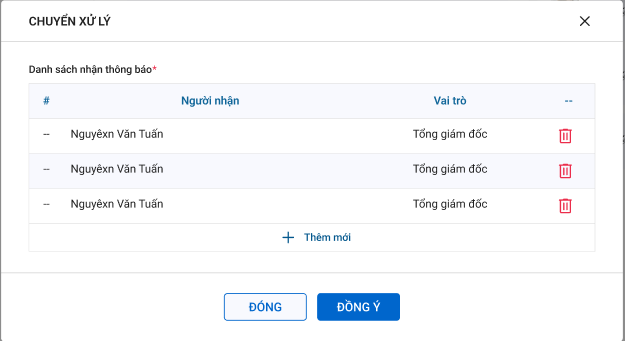 CHUYỂN XỬ LÝ
Danh sách nhận thông báo*
# Người nhận Vai trò --
-- Nguyêxn Văn Tuấn Tổng giám đốc
-- Nguyêxn Văn Tuấn Tổng giám đốc
-- Nguyêxn Văn Tuấn Tổng giám đốc
+ Thêm mới
ĐÓNG ĐỒNG Ý